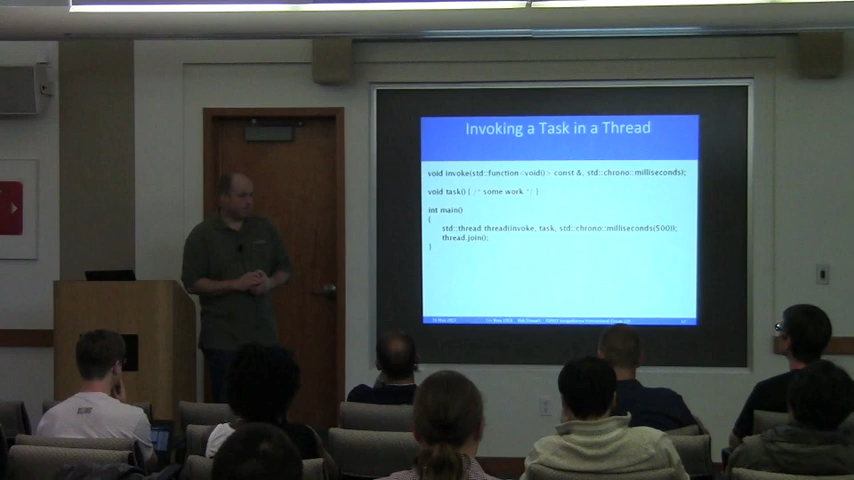 Invoking a Task in a Thread
void invoke(std::function<void()> const &, std::chrono::milliseconds);
void task() { /* some work */ }
int main()
{
std::thread thread(invoke, task, std::chrono::milliseconds(500));
thread.join();
}